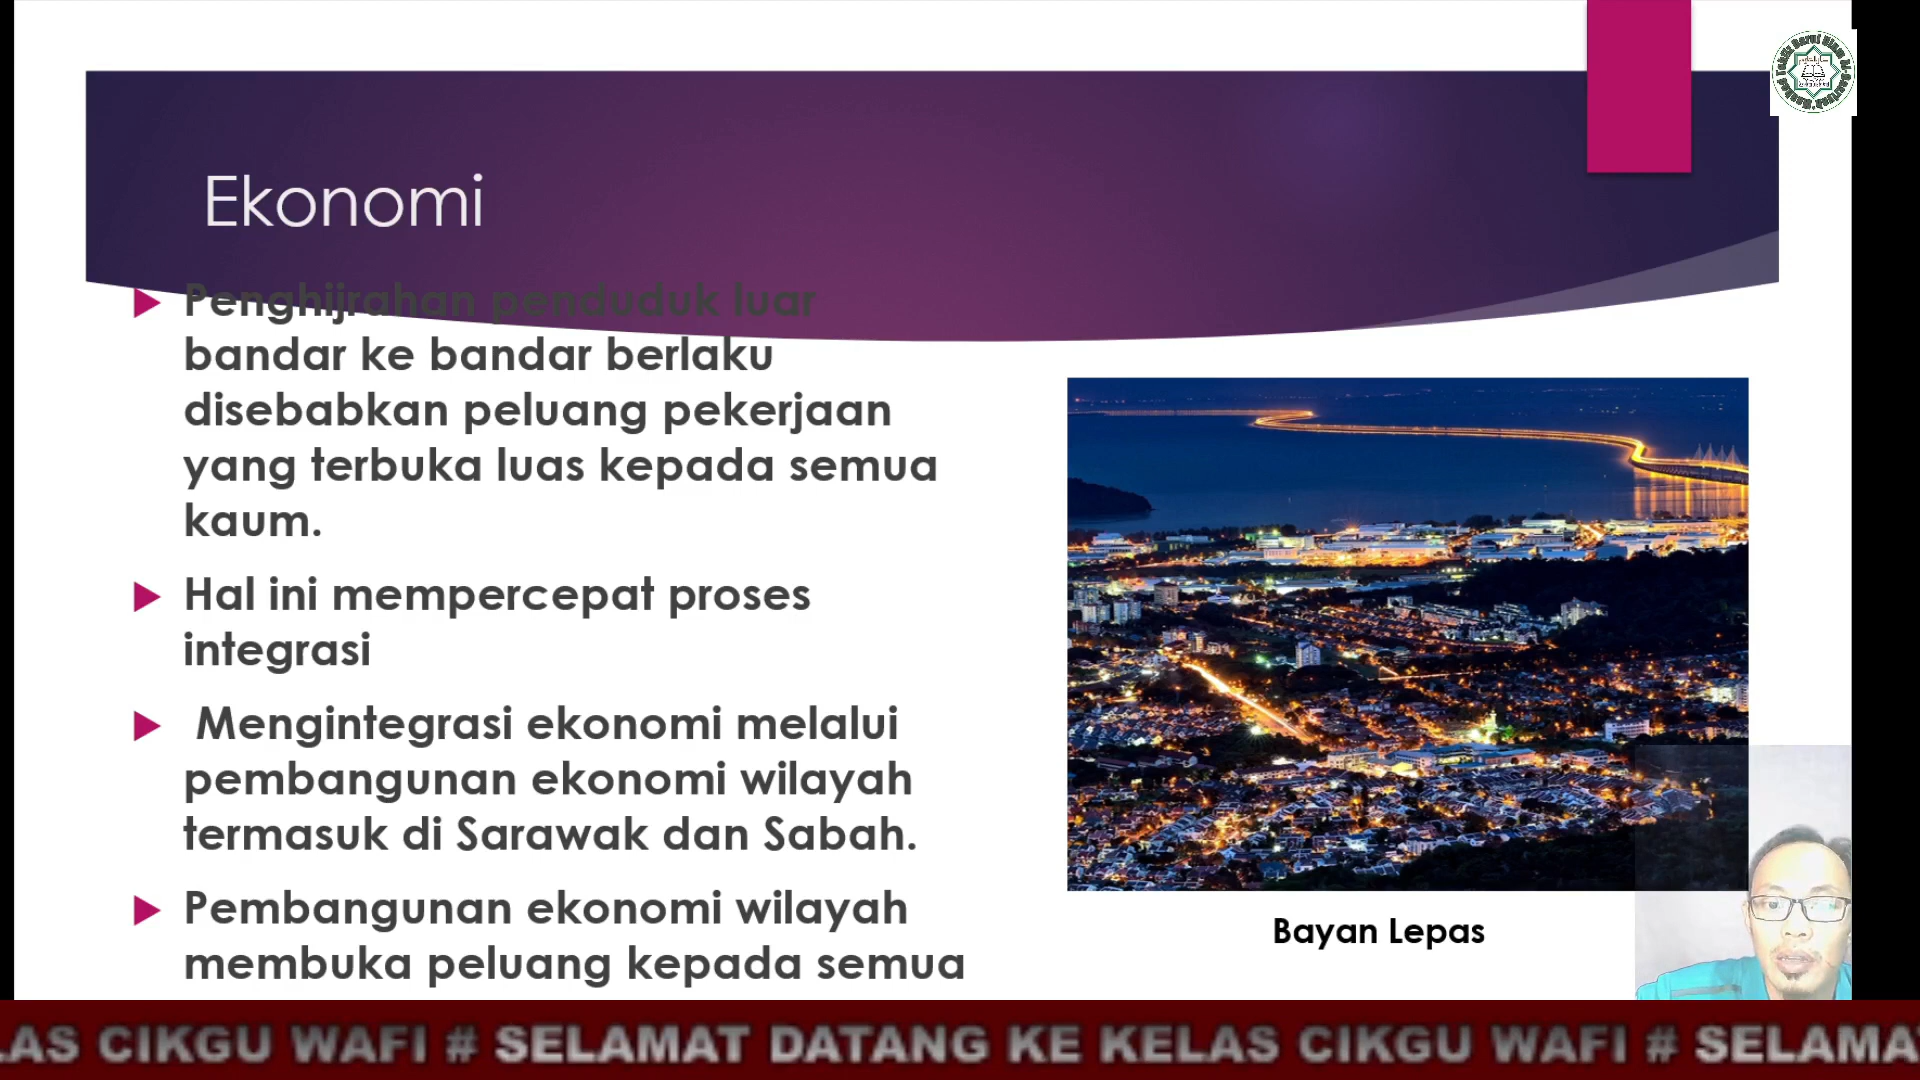 Ekonomi
Penghijrahan penduduk luar
bandar ke bandar berlaku
disebabkan peluang pekerjaan
yang terbuka luas kepada semua
kaum.
Hal ini mempercepat proses
integrasi
Mengintegrasi ekonomi melalui
pembangunan ekonomi wilayah
termasuk di Sarawak dan Sabah.
Pembangunan ekonomi wilayah
membuka peluang kepada semua
Bayan Lepas
LAS CIKGU WAFI # SELAMAT DATANG KE KELAS CIKGU WAFI # SELAMA